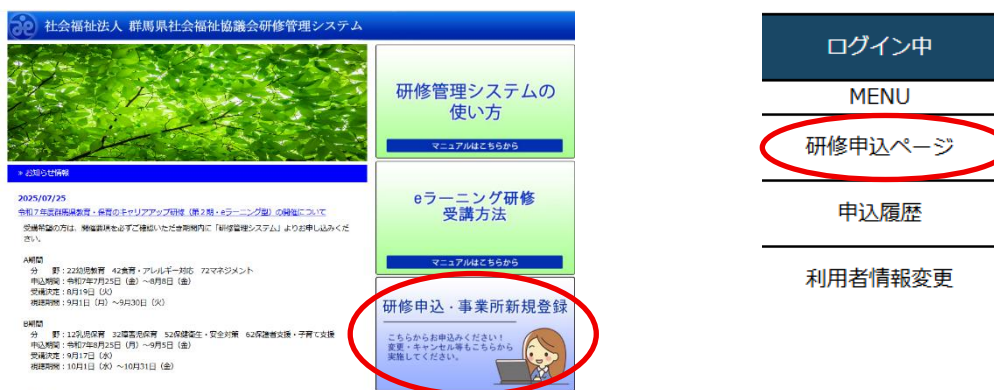 社会福祉法人 群馬県社会福祉協議会研修管理システム
研修管理システムの
使い方
マニュアルはこちらから
» お知らせ情報
2025/07/25
令和７年度群馬県教育・保育のキャリアアップ研修（第２期・eラーニング型）の開催について
受講希望の方は、開催要項を必ずご確認いただき期間内に「研修管理システム」よりお申し込みくだ
さい。
A期間
分　野：22幼児教育　42食育・アレルギー対応　72マネジメント
申込期間：令和7年7月25日（金）～8月8日（金）
受講決定：8月19日（火）
視聴期間：9月1日（月）～9月30日（火）
B期間
分　野：12乳児保育　32障害児保育　52保健衛生・安全対策　62保護者支援・子育て支援
申込期間：令和7年8月25日（月）～9月5日（金）
受講決定：9月17日（水）
視聴期間：10月1日（水）～10月31日（金）
eラーニング研修
受講方法
マニュアルはこちらから
研修申込・事業所新規登録
こちらからお申込みください！
変更・キャンセル等もこちらから
実施してください。
ログイン中
MENU
研修申込ページ
申込履歴
利用者情報変更